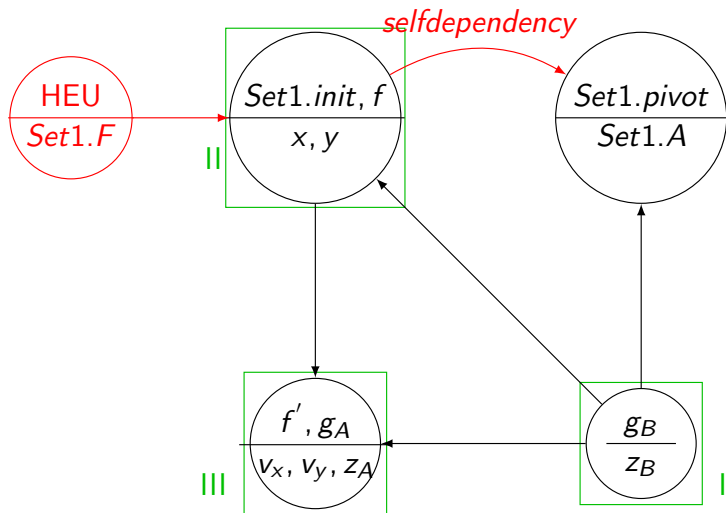 selfdependency
HEU
Set1.F
Set1.init, f
x, y
Set1.pivot
Set1.A
II
f′, g_A
v_x, v_y, z_A
III
g_B
z_B
I